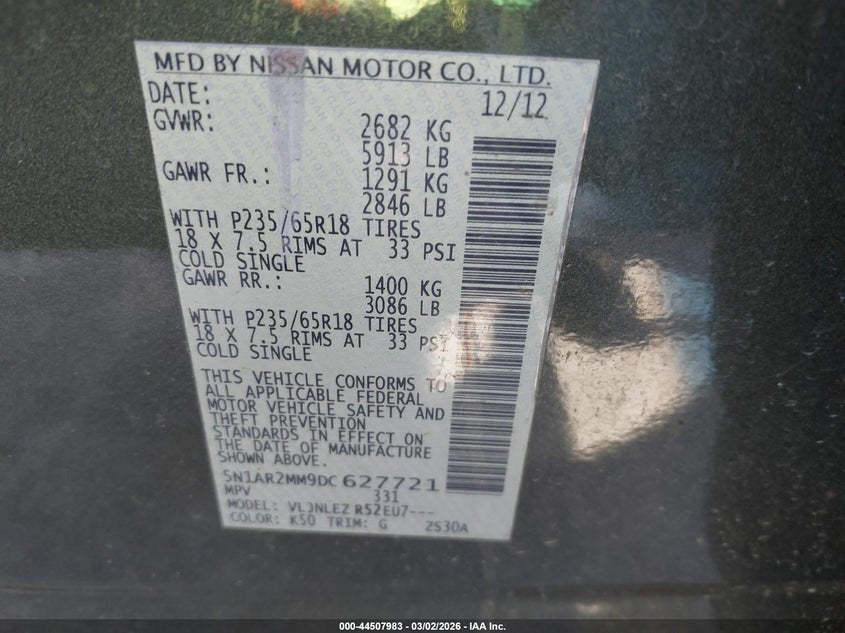 MFD BY NISSAN MOTOR CO., LTD.
DATE: 12/12
GVWR: 2682 KG
5913 LB
GAWR FR.: 1291 KG
2846 LB
WITH P235/65R18 TIRES
18 X 7.5 RIMS AT 33 PSI
COLD SINGLE
GAWR RR.: 1400 KG
3086 LB
WITH P235/65R18 TIRES
18 X 7.5 RIMS AT 33 PSI
COLD SINGLE
THIS VEHICLE CONFORMS TO
ALL APPLICABLE FEDERAL
MOTOR VEHICLE SAFETY AND
THEFT PREVENTION
STANDARDS IN EFFECT ON
THE DATE OF MANUFACTURE
SHOWN ABOVE.
5N1AR2MM9DC 627721
MPV 331
MODEL: VLJNLEZ R52EU7---
COLOR: K50 TRIM: G ZS30A
000-44507983 - 03/02/2026 - IAA Inc.